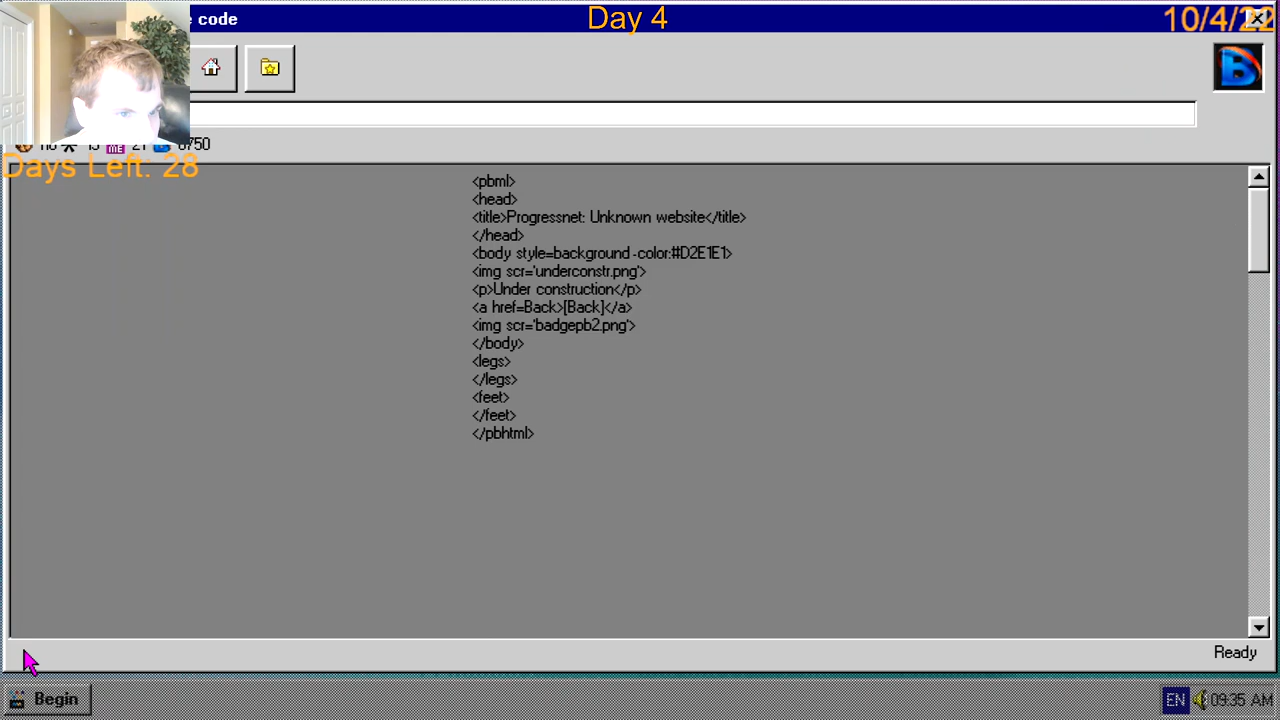 code
Day 4
10/4/22
Days Left: 28
<pbml>
<head>
<title>Progressnet: Unknown website</title>
</head>
<body style=background-color:#D2E1E1>
<img scr='underconstr.png'>
<p>Under construction</p>
<a href=Back>[Back]</a>
<img scr='badgepb2.png'>
</body>
<legs>
</legs>
<feet>
</feet>
</pbhtml>
Ready
Begin
EN 09:35 AM